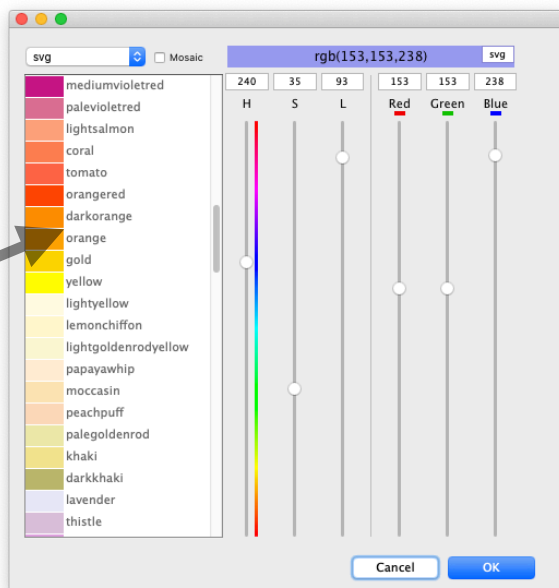 svg
Mosaic
rgb(153,153,238)
svg
240 35 93 153 153 238
H S L Red Green Blue
mediumvioletred
palevioletred
lightsalmon
coral
tomato
orangered
darkorange
orange
gold
yellow
lightyellow
lemonchiffon
lightgoldenrodyellow
papayawhip
moccasin
peachpuff
palegoldenrod
khaki
darkkhaki
lavender
thistle
Cancel OK